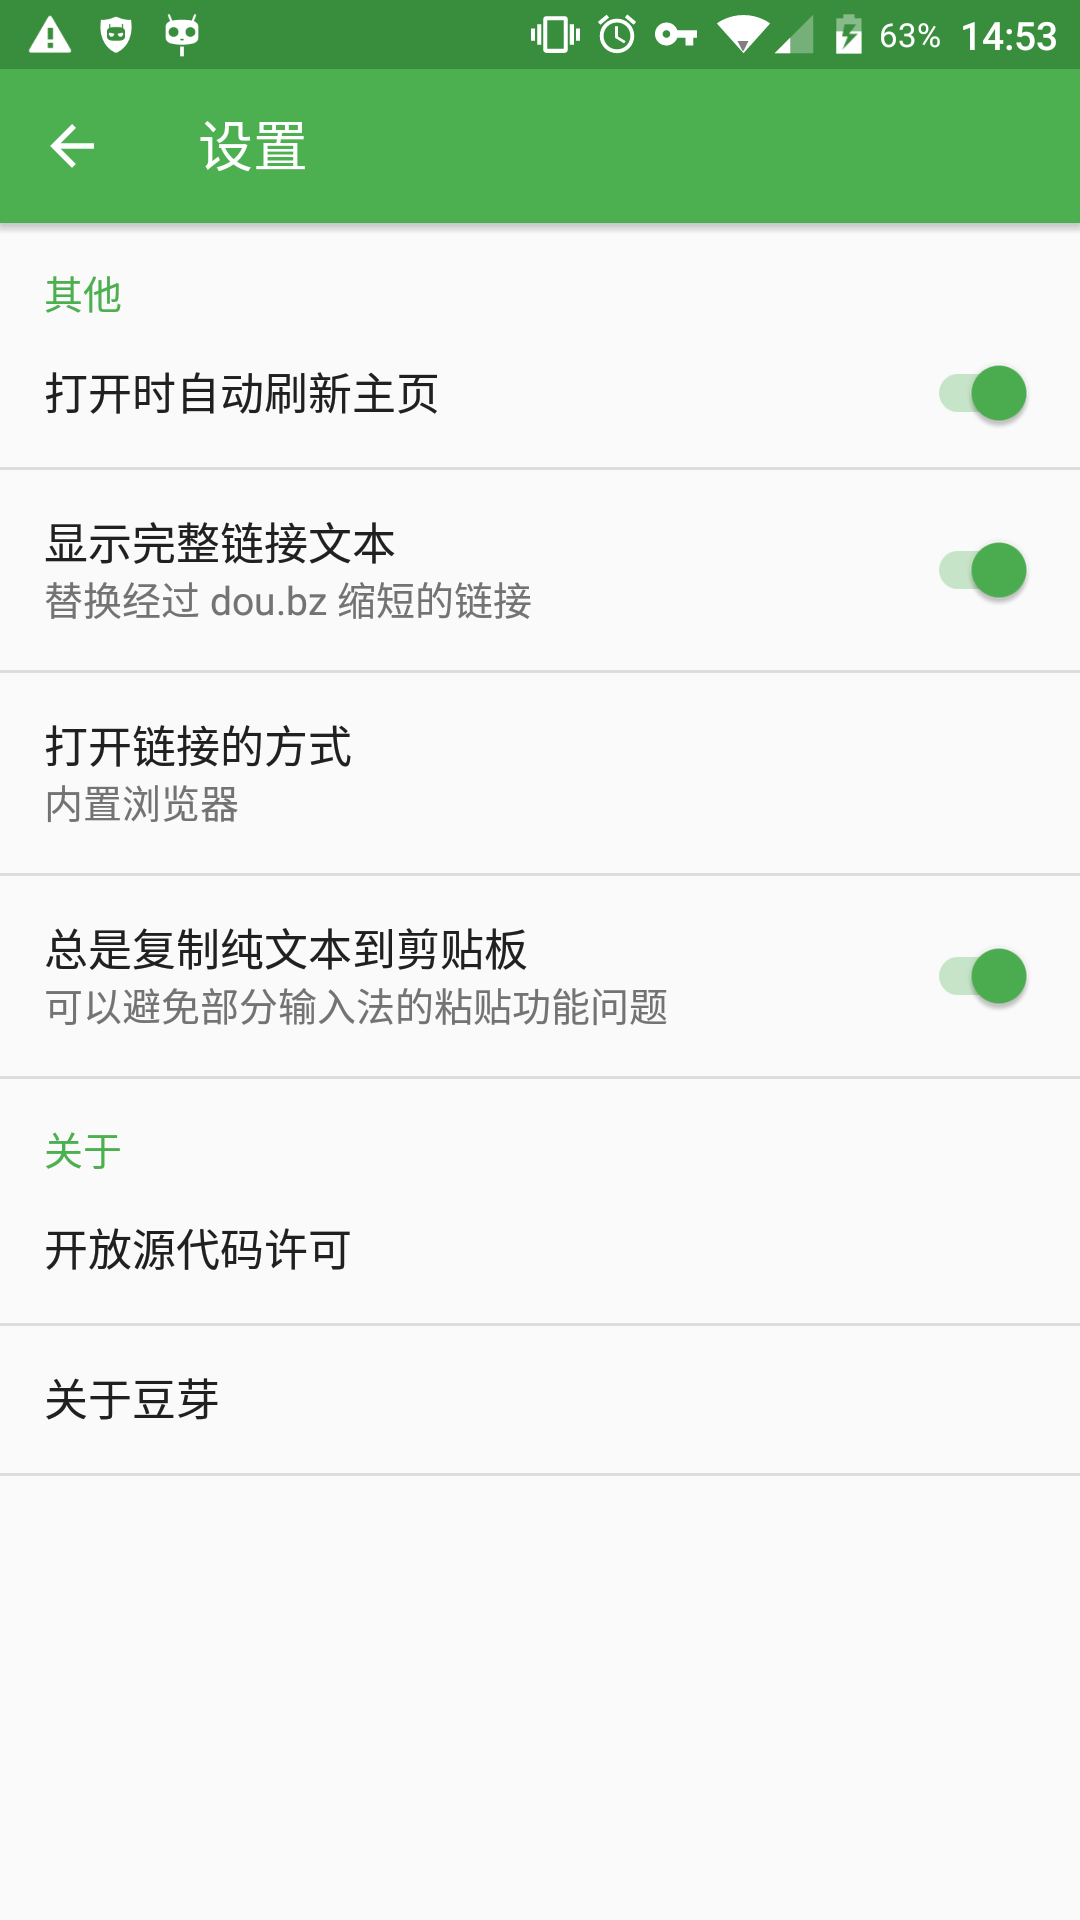 63% 14:53
设置
其他
打开时自动刷新主页
显示完整链接文本
替换经过 dou.bz 缩短的链接
打开链接的方式
内置浏览器
总是复制纯文本到剪贴板
可以避免部分输入法的粘贴功能问题
关于
开放源代码许可
关于豆芽